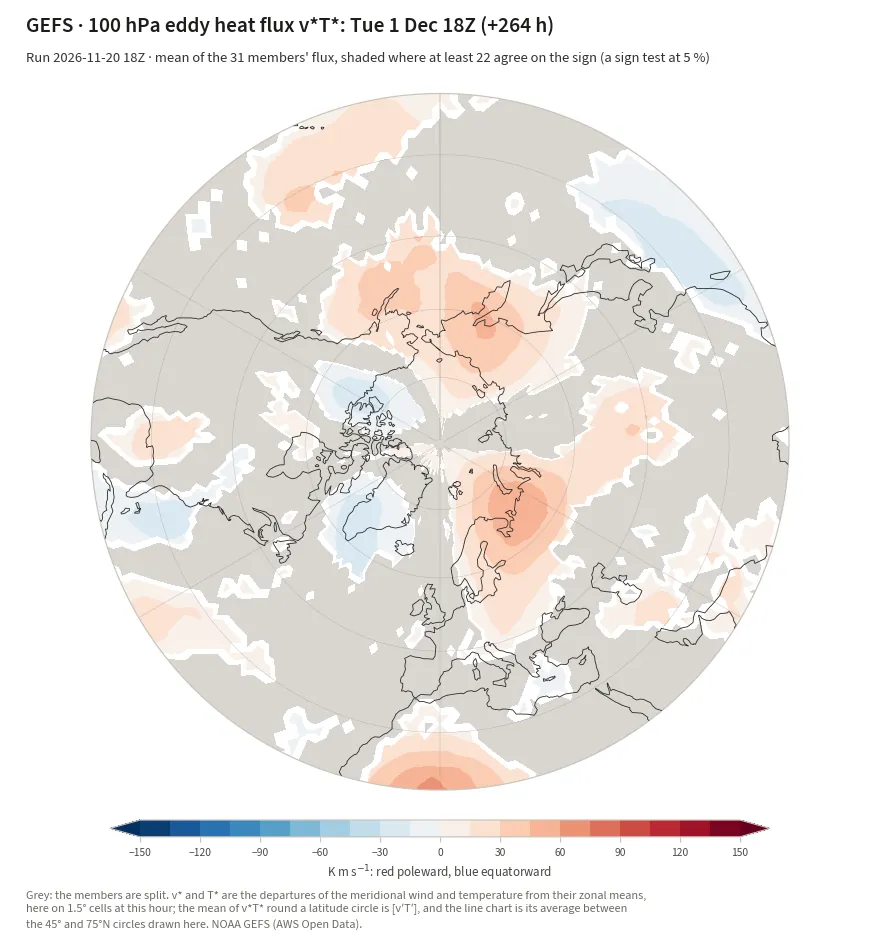 GEFS · 100 hPa eddy heat flux v*T*: Tue 1 Dec 18Z (+264 h)
Run 2026-11-20 18Z · mean of the 31 members' flux, shaded where at least 22 agree on the sign (a sign test at 5 %)
−150 −120 −90 −60 −30 0 30 60 90 120 150
K m s⁻¹: red poleward, blue equatorward
Grey: the members are split. v* and T* are the departures of the meridional wind and temperature from their zonal means,
here on 1.5° cells at this hour; the mean of v*T* round a latitude circle is [v'T'], and the line chart is its average between
the 45° and 75°N circles drawn here. NOAA GEFS (AWS Open Data).